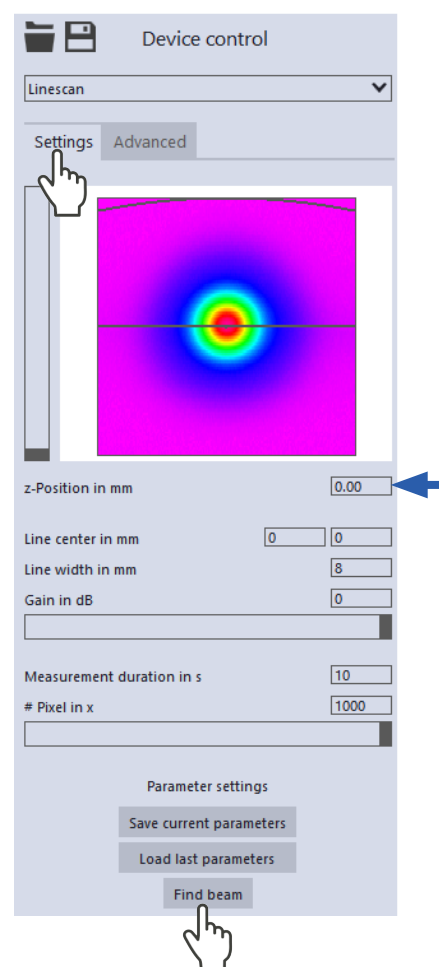 Device control
Linescan
Settings Advanced
z-Position in mm 0.00
Line center in mm 0 0
Line width in mm 8
Gain in dB 0
Measurement duration in s 10
# Pixel in x 1000
Parameter settings
Save current parameters
Load last parameters
Find beam